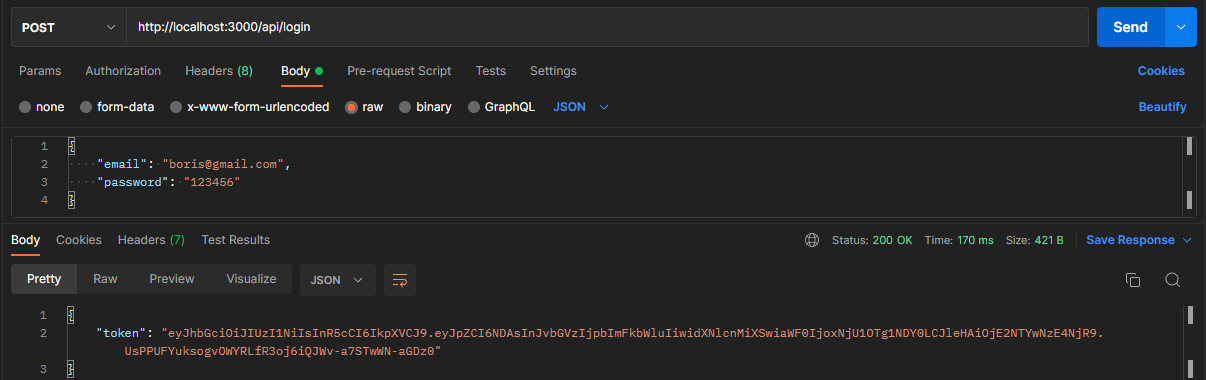 POST http://localhost:3000/api/login Send
Params Authorization Headers (8) Body Pre-request Script Tests Settings Cookies
none form-data x-www-form-urlencoded raw binary GraphQL JSON Beautify
1 {
2 "email": "boris@gmail.com",
3 "password": "123456"
4 }
Body Cookies Headers (7) Test Results Status: 200 OK Time: 170 ms Size: 421 B Save Response
Pretty Raw Preview Visualize JSON
1 {
2 "token": "eyJhbGciOiJIUzI1NiIsInR5cCI6IkpXVCJ9.eyJpZCI6NDAsInJvbGVzIjpbImFkbWluIiwidXNlcnMiXSwiaWF0IjoxNjU1OTg1NDY0LCJleHAiOjE2NTYwNzE4NjR9.
UsPPUFYuksogvOWYRLfR3oj6iQJWv-a7STwWN-aGDz0"
3 }